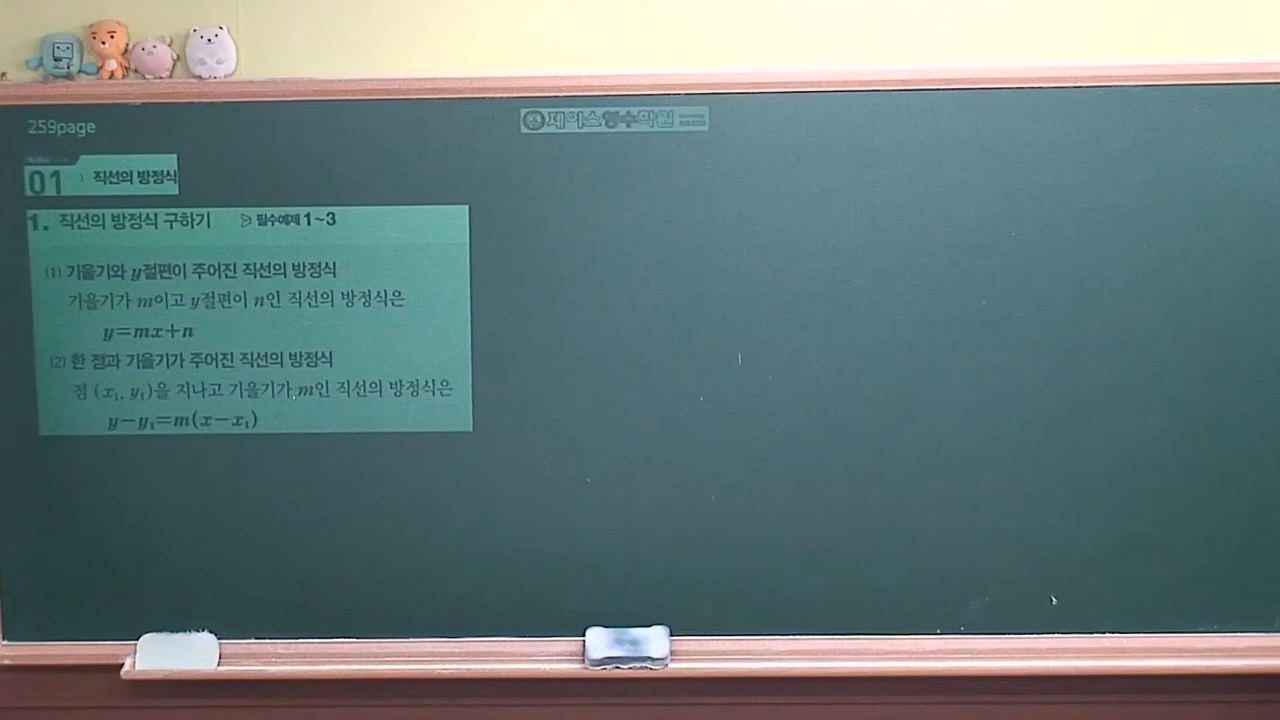 259page
제이스영수학원
01 직선의 방정식
1. 직선의 방정식 구하기 ▷ 필수예제 1~3
(1) 기울기와 y절편이 주어진 직선의 방정식
기울기가 m이고 y절편이 n인 직선의 방정식은
y=mx+n
(2) 한 점과 기울기가 주어진 직선의 방정식
점 (x₁, y₁)을 지나고 기울기가 m인 직선의 방정식은
y−y₁=m(x−x₁)